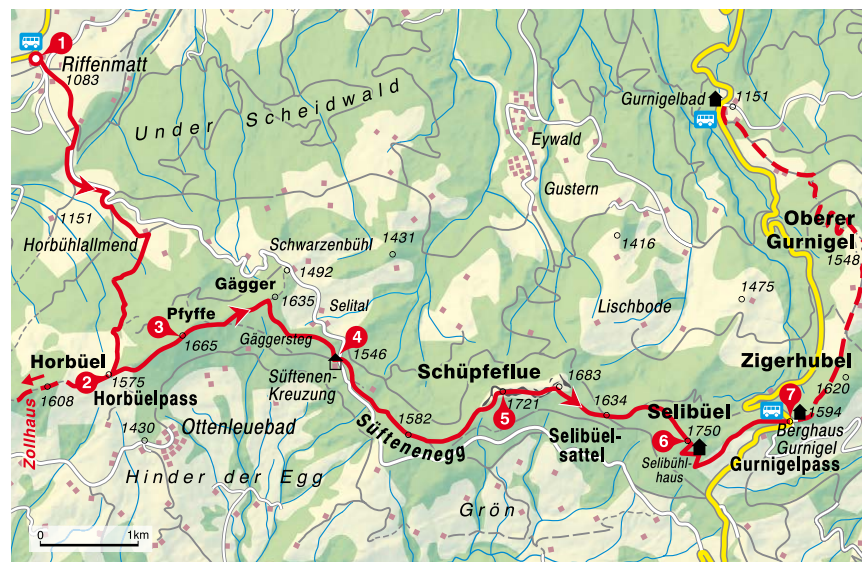 1
Riffenmatt
1083
Under Scheidwald
Gurnigelbad
1151
Eywald
Gustern
1151
Horbühlallmend
Schwarzenbühl
1431
1492
1416
Oberer
Gurnigel
1548
Gägger
1635
Selital
Lischbode
1475
Pfyffe
3
1665
Gäggersteg
4
1546
Schüpfeflue
1683
Zigerhubel
1620
Horbüel
2
1575
1608
Horbüelpass
Süftenen-
Kreuzung
1721
5
1634
Selibüel
1750
6
7
1594
Berghaus
Gurnigel
Gurnigelpass
Zollhaus
1430
Ottenleuebad
1582
Süftenenegg
Selibüel-
sattel
Selibühl-
haus
Hinder der Egg
Grön
0
1km